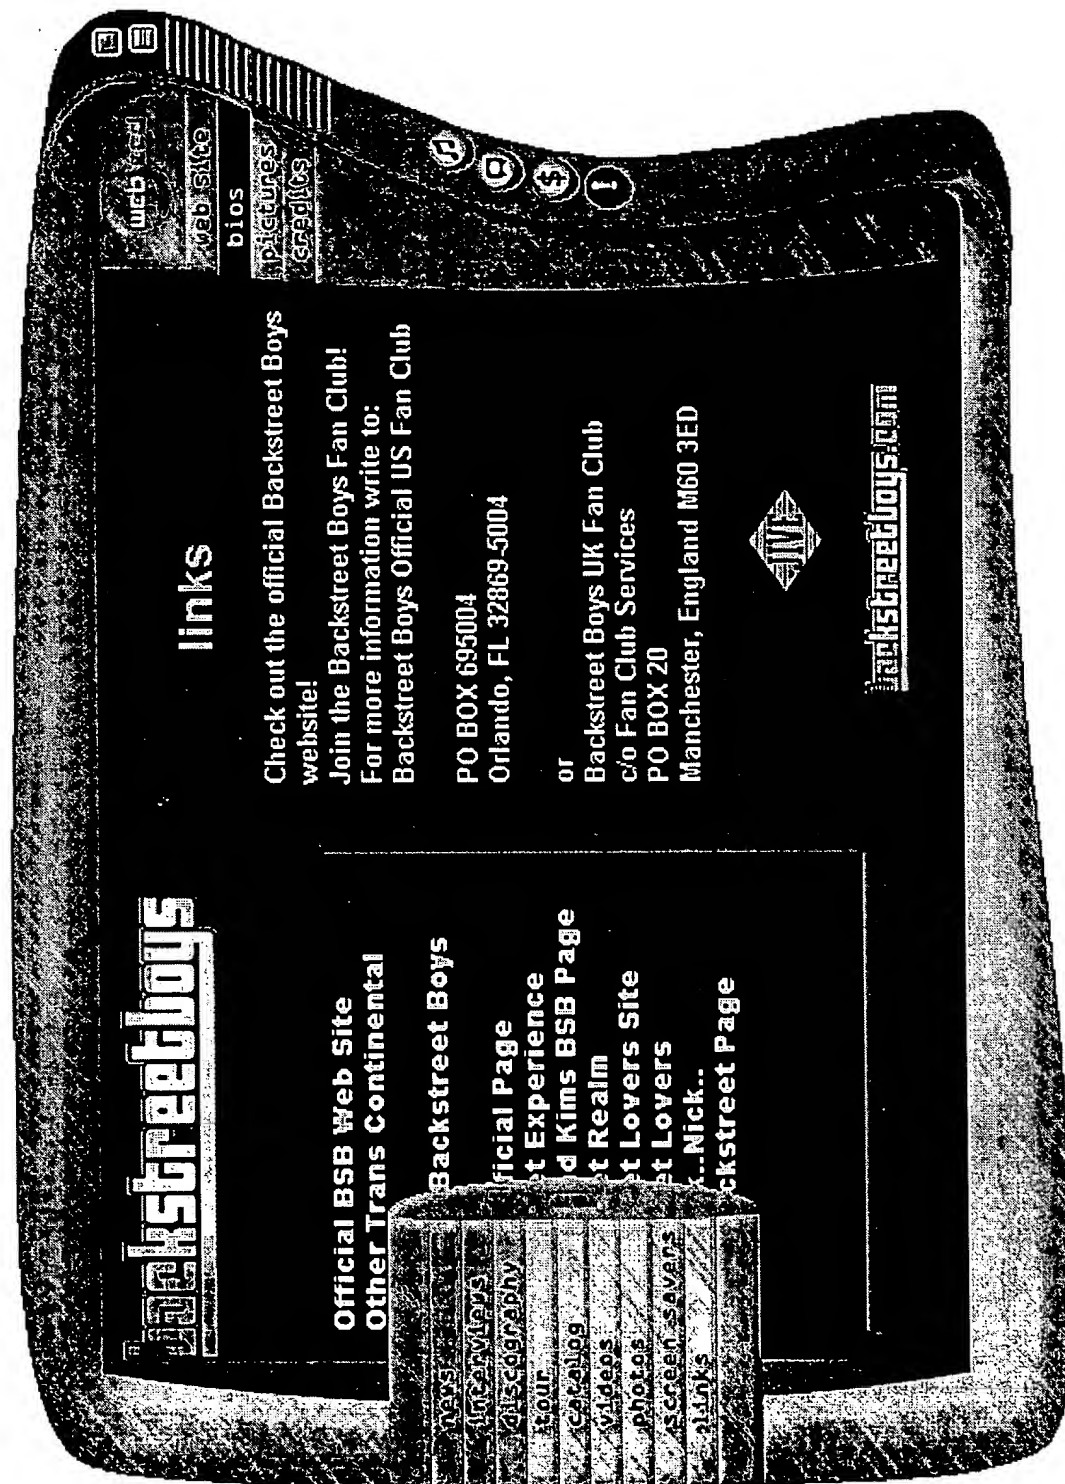 backstreetboys
links
Official BSB Web Site
Other Trans Continental
Backstreet Boys
ficial Page
et Experience
d Kims BSB Page
t Realm
et Lovers Site
et Lovers
..Nick..
ckstreet Page
news
interviews
discography
tour
catalog
videos
photos
screen savers
links
Check out the official Backstreet Boys
website!
Join the Backstreet Boys Fan Club!
For more information write to:
Backstreet Boys Official US Fan Club
PO BOX 695004
Orlando, FL 32869-5004
or
Backstreet Boys UK Fan Club
c/o Fan Club Services
PO BOX 20
Manchester, England M60 3ED
JIVE
backstreetboys.com
web
web site
bios
pictures
credits
$
!